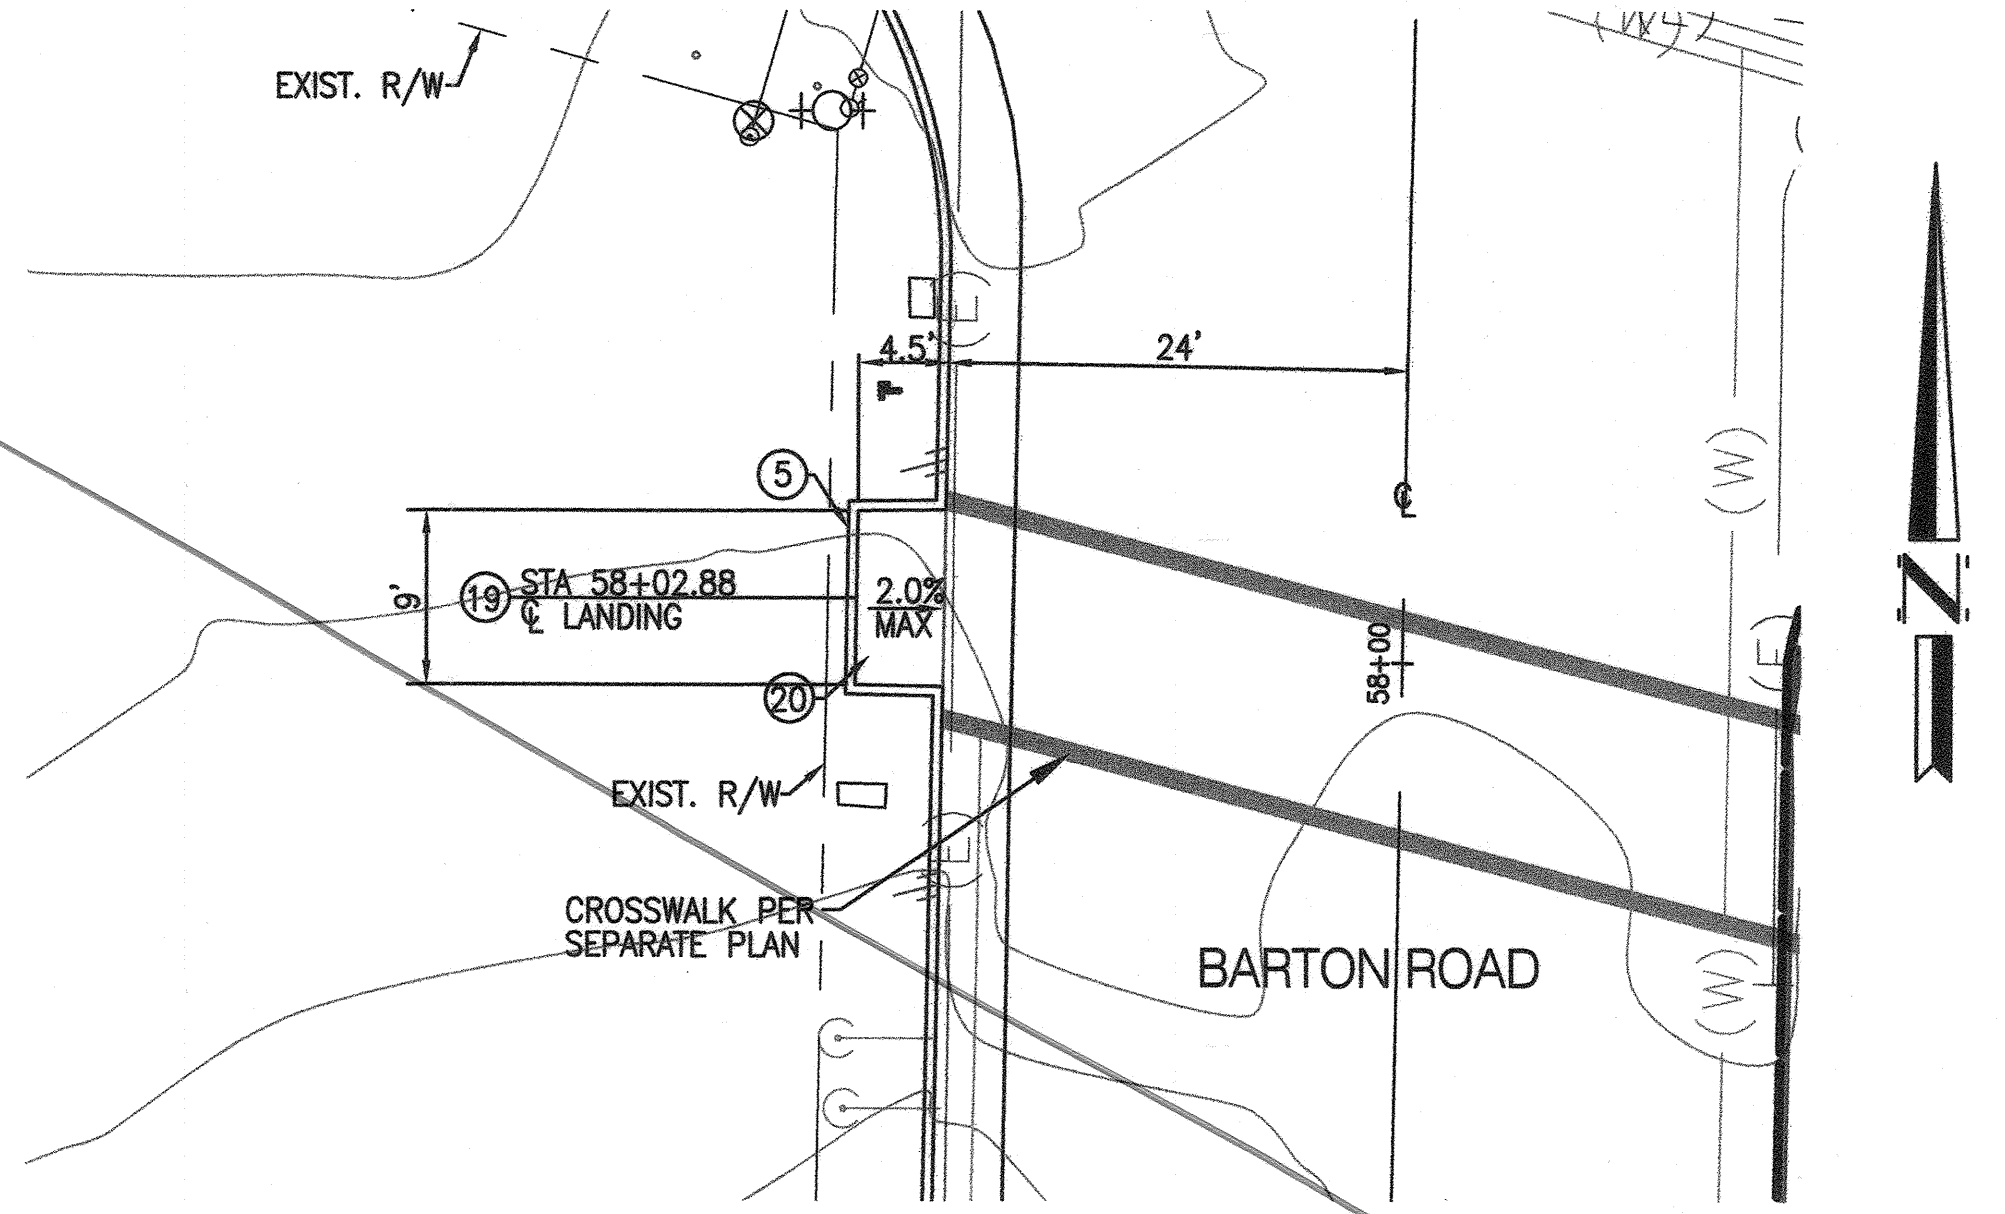 (W)
EXIST. R/W
(E)
4.5'
24'
T
(W)
5
℄
9'
19
STA 58+02.88
℄ LANDING
2.0%
MAX
58+00
(E)
N
20
EXIST. R/W
(E)
CROSSWALK PER
SEPARATE PLAN
BARTON ROAD
(W)